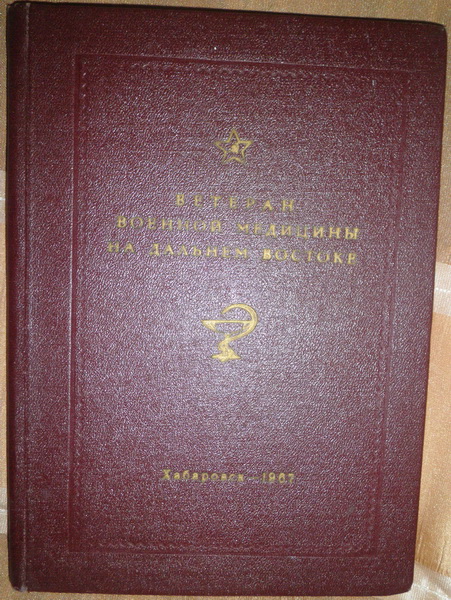 ВЕТЕРАН
ВОЕННОЙ МЕДИЦИНЫ
НА ДАЛЬНЕМ ВОСТОКЕ
Хабаровск — 1967